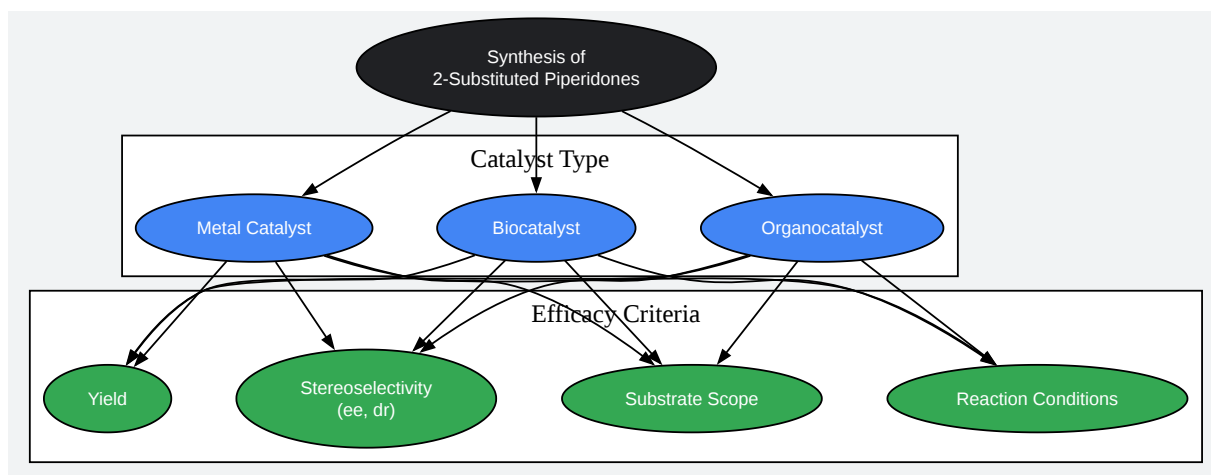 Synthesis of
2-Substituted Piperidones
Catalyst Type
Metal Catalyst
Biocatalyst
Organocatalyst
Efficacy Criteria
Yield
Stereoselectivity
(ee, dr)
Substrate Scope
Reaction Conditions